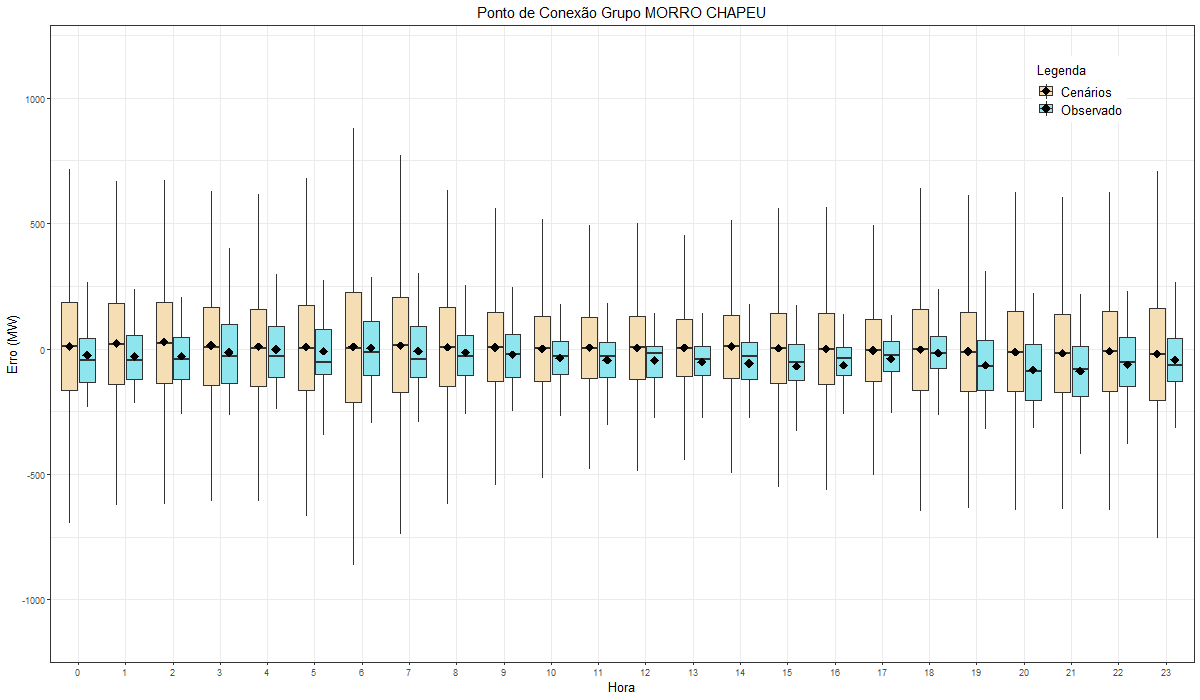 Ponto de Conexão Grupo MORRO CHAPEU
Legenda
Cenários
Observado
Erro (MW)
1000
500
0
-500
-1000
0 1 2 3 4 5 6 7 8 9 10 11 12 13 14 15 16 17 18 19 20 21 22 23
Hora